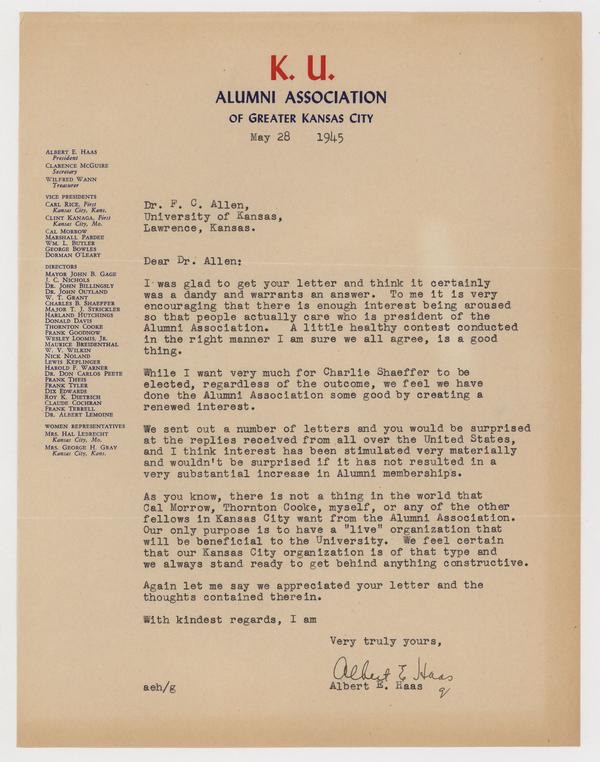 K. U.
ALUMNI ASSOCIATION
OF GREATER KANSAS CITY
May 28 1945
ALBERT E. HAAS
President
CLARENCE MCGUIRE
Secretary
WILFRED WANN
Treasurer
VICE PRESIDENTS
CARL RICE, First
Kansas City, Kans.
CLINT KANAGA, First
Kansas City, Mo.
CAL MORROW
MARSHALL PARDEE
WM. L. BUTLER
GEORGE BOWLES
DORMAN O'LEARY
DIRECTORS
MAYOR JOHN B. GAGE
J. C. NICHOLS
DR. JOHN BILLINGSLY
DR. JOHN OUTLAND
W. T. GRANT
CHARLES B. SHAEFFER
MAJOR T. J. STRICKLER
HARLAND HUTCHINGS
DONALD DAVIS
THORNTON COOKE
FRANK GOODNOW
WESLEY LOOMIS, JR.
MAURICE BREIDENTHAL
W. V. WILKIN
NICK NOLAND
LEWIS KEPLINGER
HAROLD F. WARNER
DR. DON CARLOS PEETE
FRANK THEIS
FRANK TYLER
DIX EDWARDS
ROY K. DIETRICH
CLAUDE COCHRAN
FRANK TERRELL
DR. ALBERT LEMOINE
WOMEN REPRESENTATIVES
MRS. HAL LEBRECHT
Kansas City, Mo.
MRS. GEORGE H. GRAY
Kansas City, Kans.
Dr. F. C. Allen,
University of Kansas,
Lawrence, Kansas.
Dear Dr. Allen:
I was glad to get your letter and think it certainly
was a dandy and warrants an answer. To me it is very
encouraging that there is enough interest being aroused
so that people actually care who is president of the
Alumni Association. A little healthy contest conducted
in the right manner I am sure we all agree, is a good
thing.
While I want very much for Charlie Shaeffer to be
elected, regardless of the outcome, we feel we have
done the Alumni Association some good by creating a
renewed interest.
We sent out a number of letters and you would be surprised
at the replies received from all over the United States,
and I think interest has been stimulated very materially
and wouldn't be surprised if it has not resulted in a
very substantial increase in Alumni memberships.
As you know, there is not a thing in the world that
Cal Morrow, Thornton Cooke, myself, or any of the other
fellows in Kansas City want from the Alumni Association.
Our only purpose is to have a "live" organization that
will be beneficial to the University. We feel certain
that our Kansas City organization is of that type and
we always stand ready to get behind anything constructive.
Again let me say we appreciated your letter and the
thoughts contained therein.
With kindest regards, I am
Very truly yours,
Albert E Haas
aeh/g Albert E. Haas g